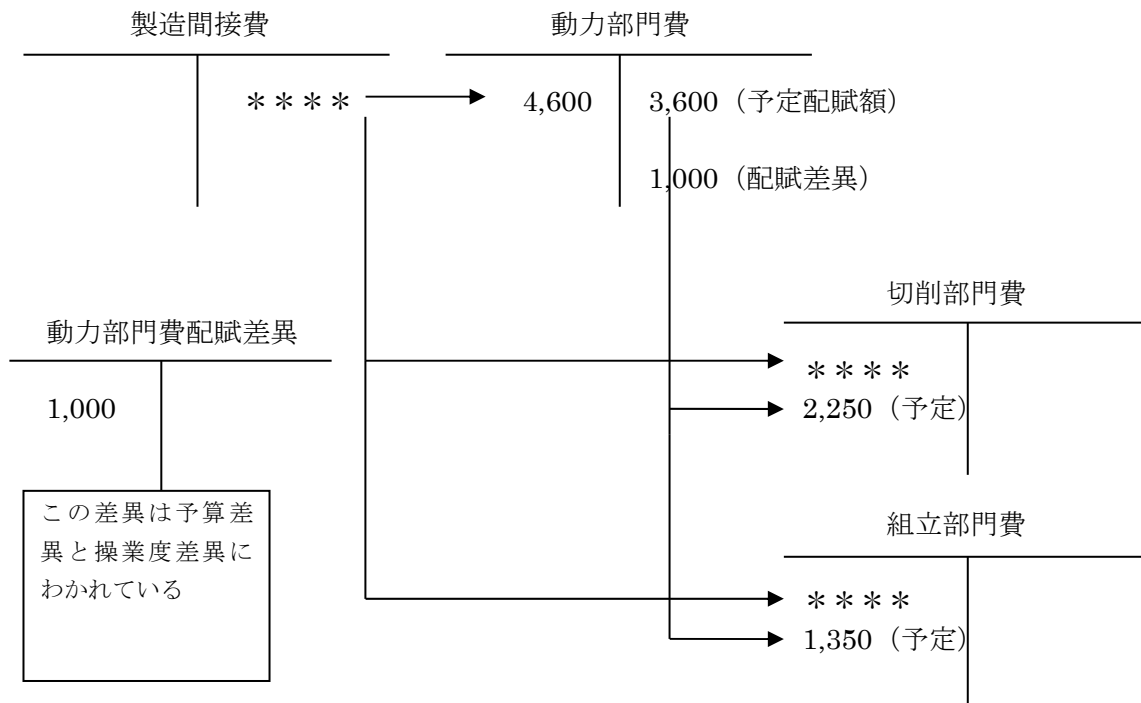 製造間接費
動力部門費
＊＊＊＊
4,600
3,600（予定配賦額）
1,000（配賦差異）
切削部門費
動力部門費配賦差異
＊＊＊＊
1,000
2,250（予定）
この差異は予算差
異と操業度差異に
わかれている
組立部門費
＊＊＊＊
1,350（予定）